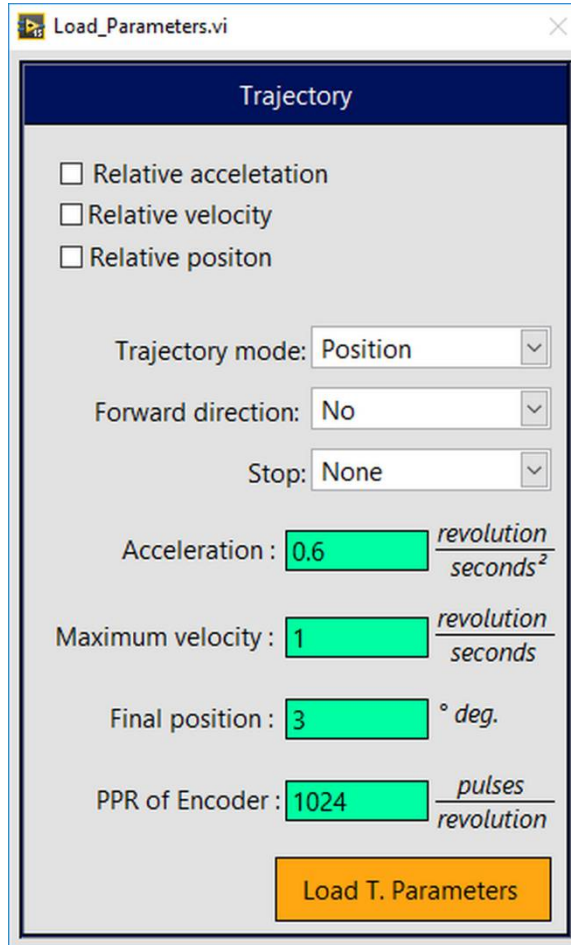 Load_Parameters.vi
Trajectory
Relative acceletation
Relative velocity
Relative positon
Trajectory mode: Position
Forward direction: No
Stop: None
Acceleration : 0.6 revolution
seconds²
Maximum velocity : 1 revolution
seconds
Final position : 3 ° deg.
PPR of Encoder : 1024 pulses
revolution
Load T. Parameters